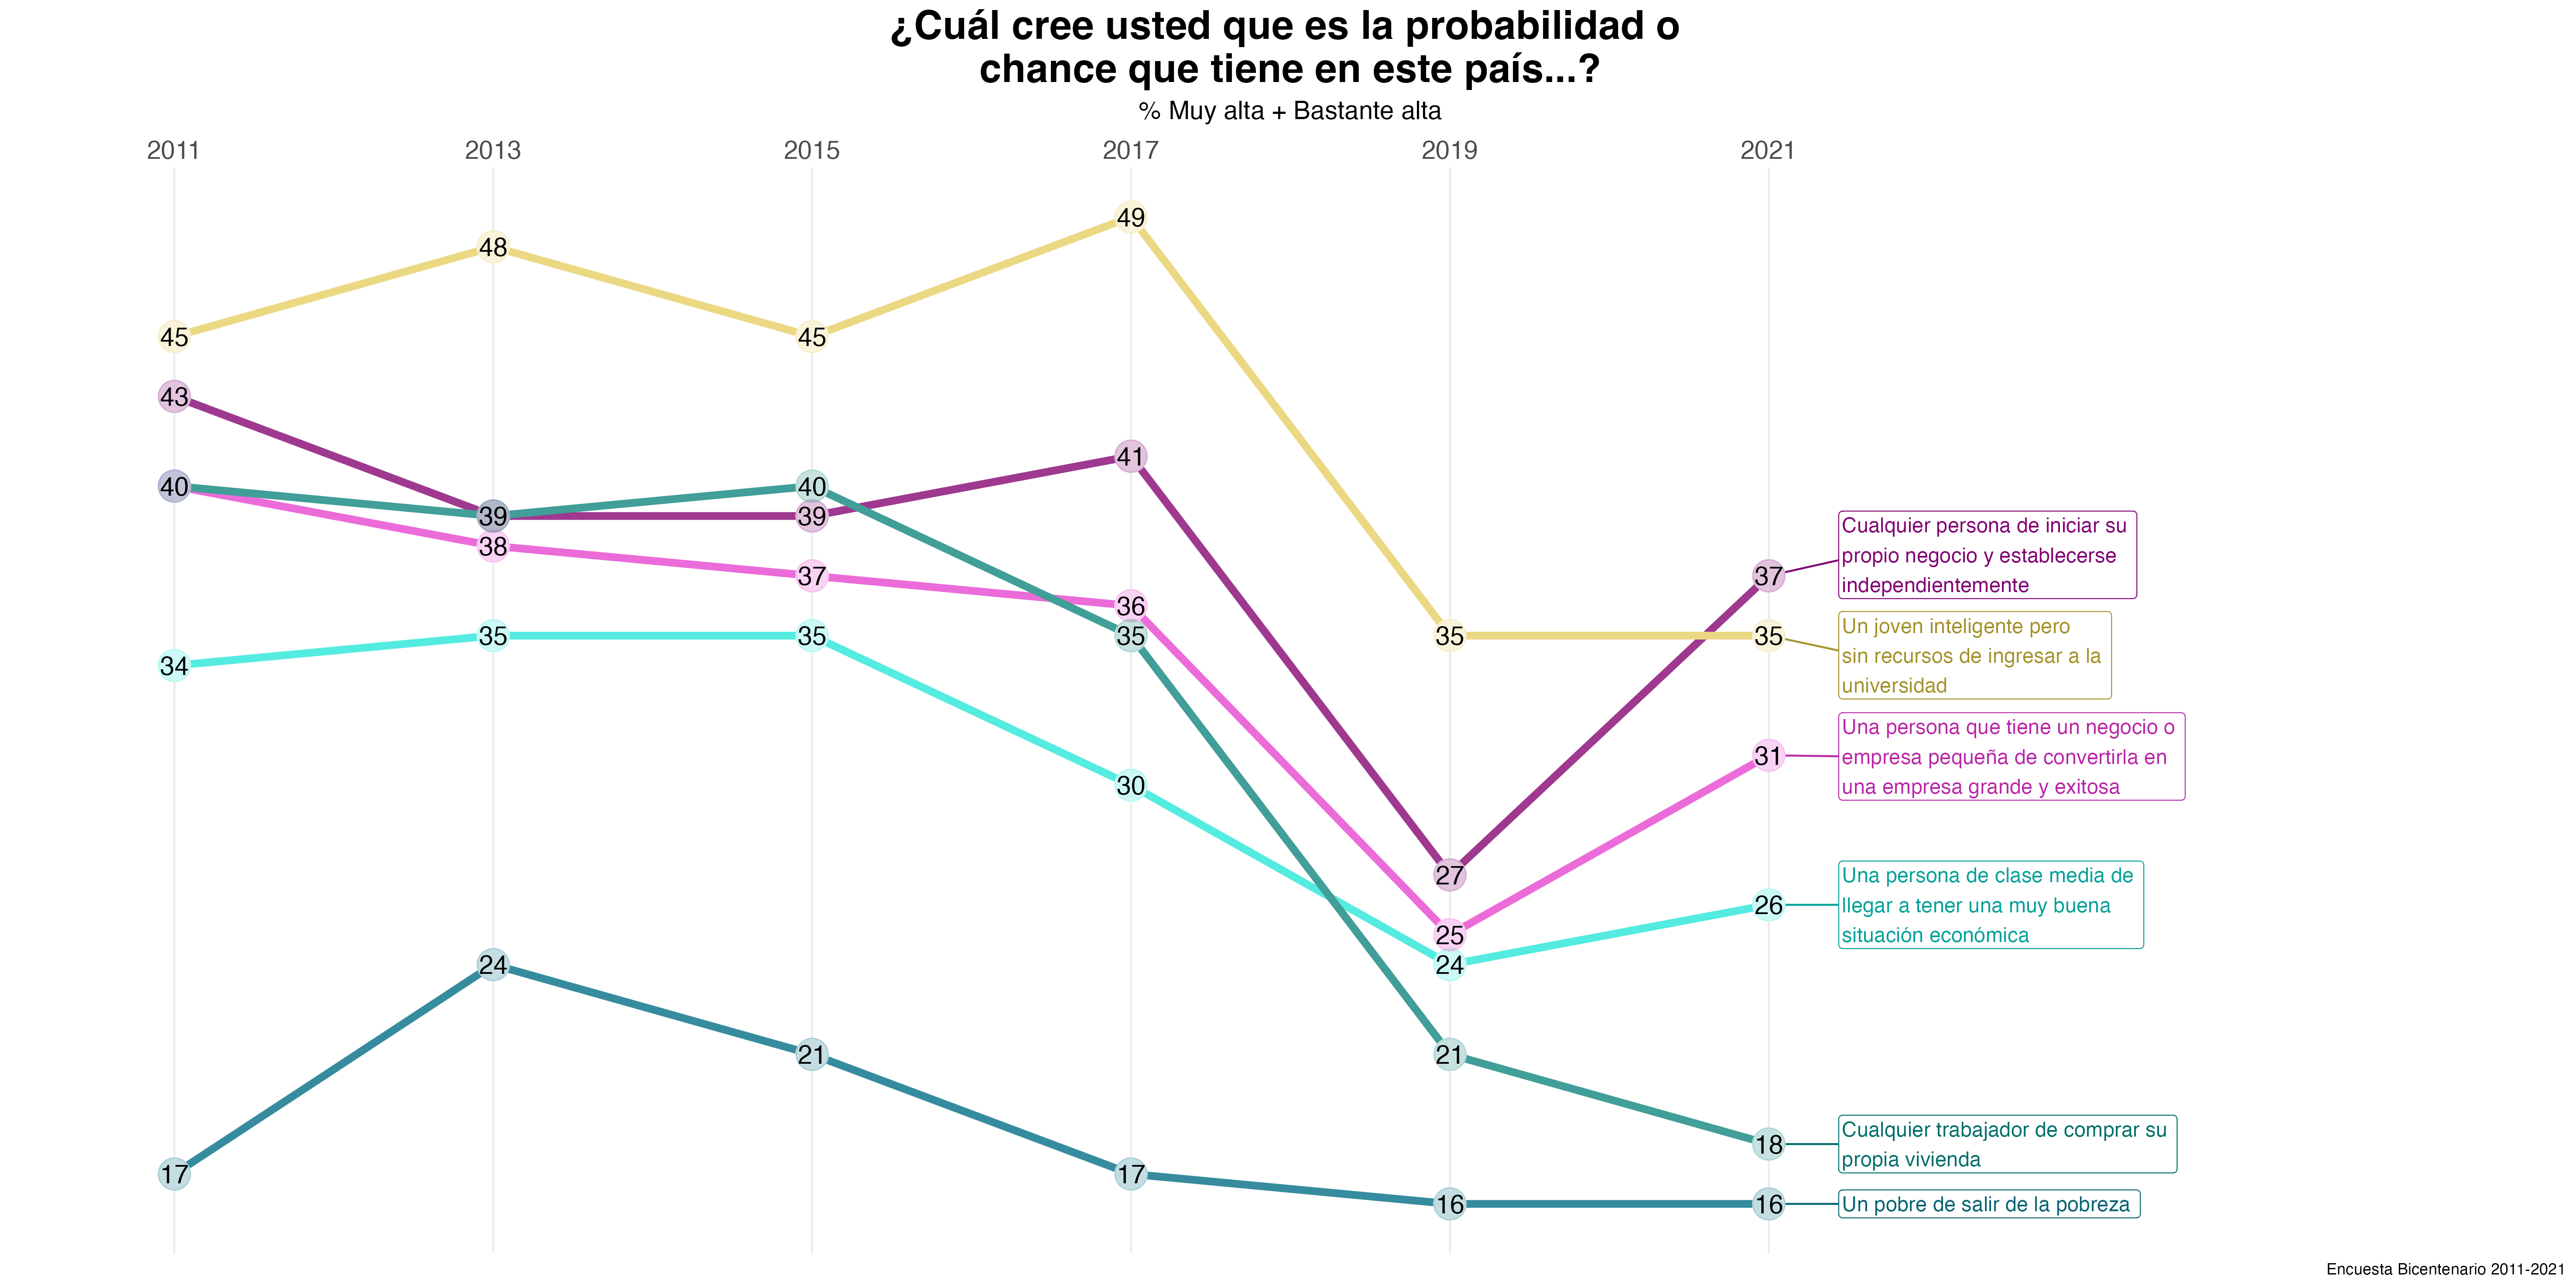 ¿Cuál cree usted que es la probabilidad o
chance que tiene en este país...?
% Muy alta + Bastante alta
2011 2013 2015 2017 2019 2021
49
48
45 45
43
41
40 40
39 39
38
37 37
36
35 35 35 35 35
34
31
30
27
26
25
24 24
21 21
18
17 17
16 16
Cualquier persona de iniciar su
propio negocio y establecerse
independientemente
Un joven inteligente pero
sin recursos de ingresar a la
universidad
Una persona que tiene un negocio o
empresa pequeña de convertirla en
una empresa grande y exitosa
Una persona de clase media de
llegar a tener una muy buena
situación económica
Cualquier trabajador de comprar su
propia vivienda
Un pobre de salir de la pobreza
Encuesta Bicentenario 2011-2021